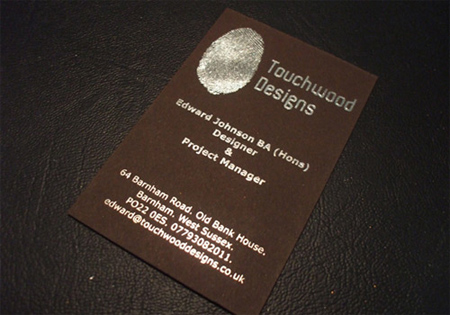 Touchwood
Designs
Edward Johnson BA (Hons)
Designer
&
Project Manager
64 Barnham Road. Old Bank House.
Barnham. West Sussex.
PO22 0ES. 07793082011.
edward@touchwooddesigns.co.uk